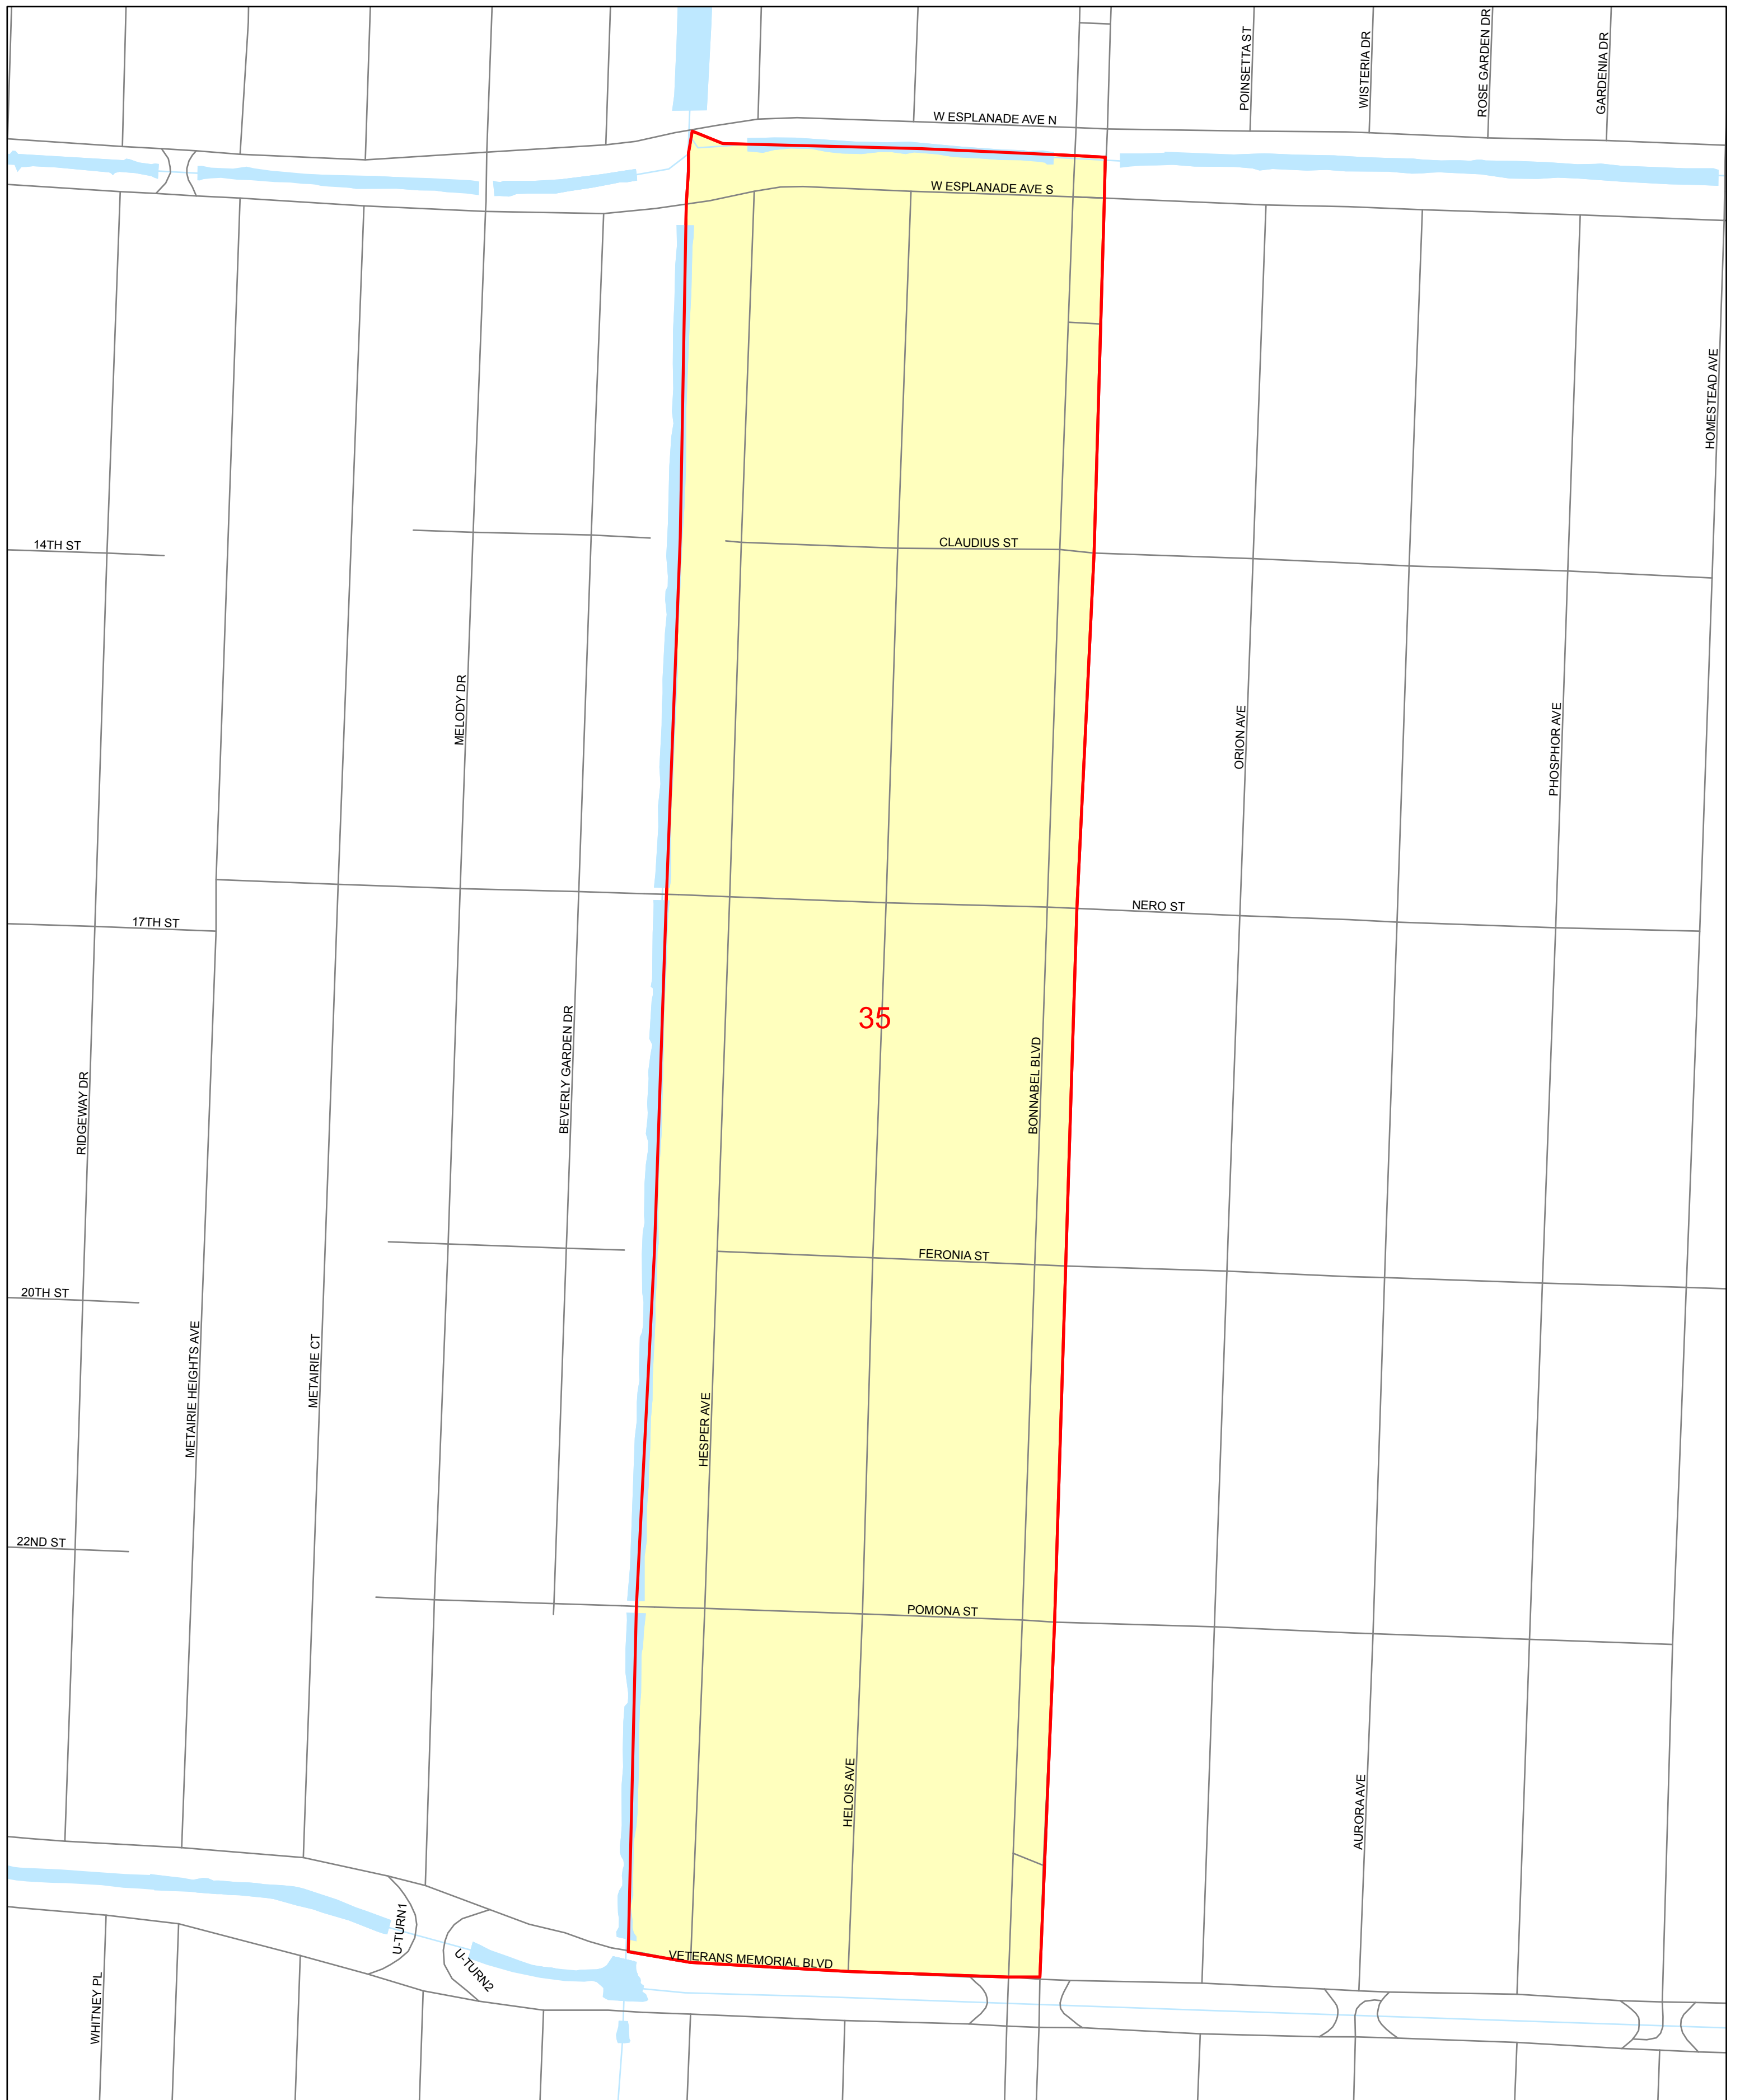 POINSETTA ST
WISTERIA DR
ROSE GARDEN DR
GARDENIA DR
W ESPLANADE AVE N
W ESPLANADE AVE S
HOMESTEAD AVE
14TH ST
CLAUDIUS ST
MELODY DR
ORION AVE
PHOSPHOR AVE
17TH ST
NERO ST
35
RIDGEWAY DR
BEVERLY GARDEN DR
BONNABEL BLVD
FERONIA ST
20TH ST
METAIRIE HEIGHTS AVE
METAIRIE CT
HESPER AVE
22ND ST
POMONA ST
HELOIS AVE
AURORA AVE
U-TURN1
U-TURN2
VETERANS MEMORIAL BLVD
WHITNEY PL